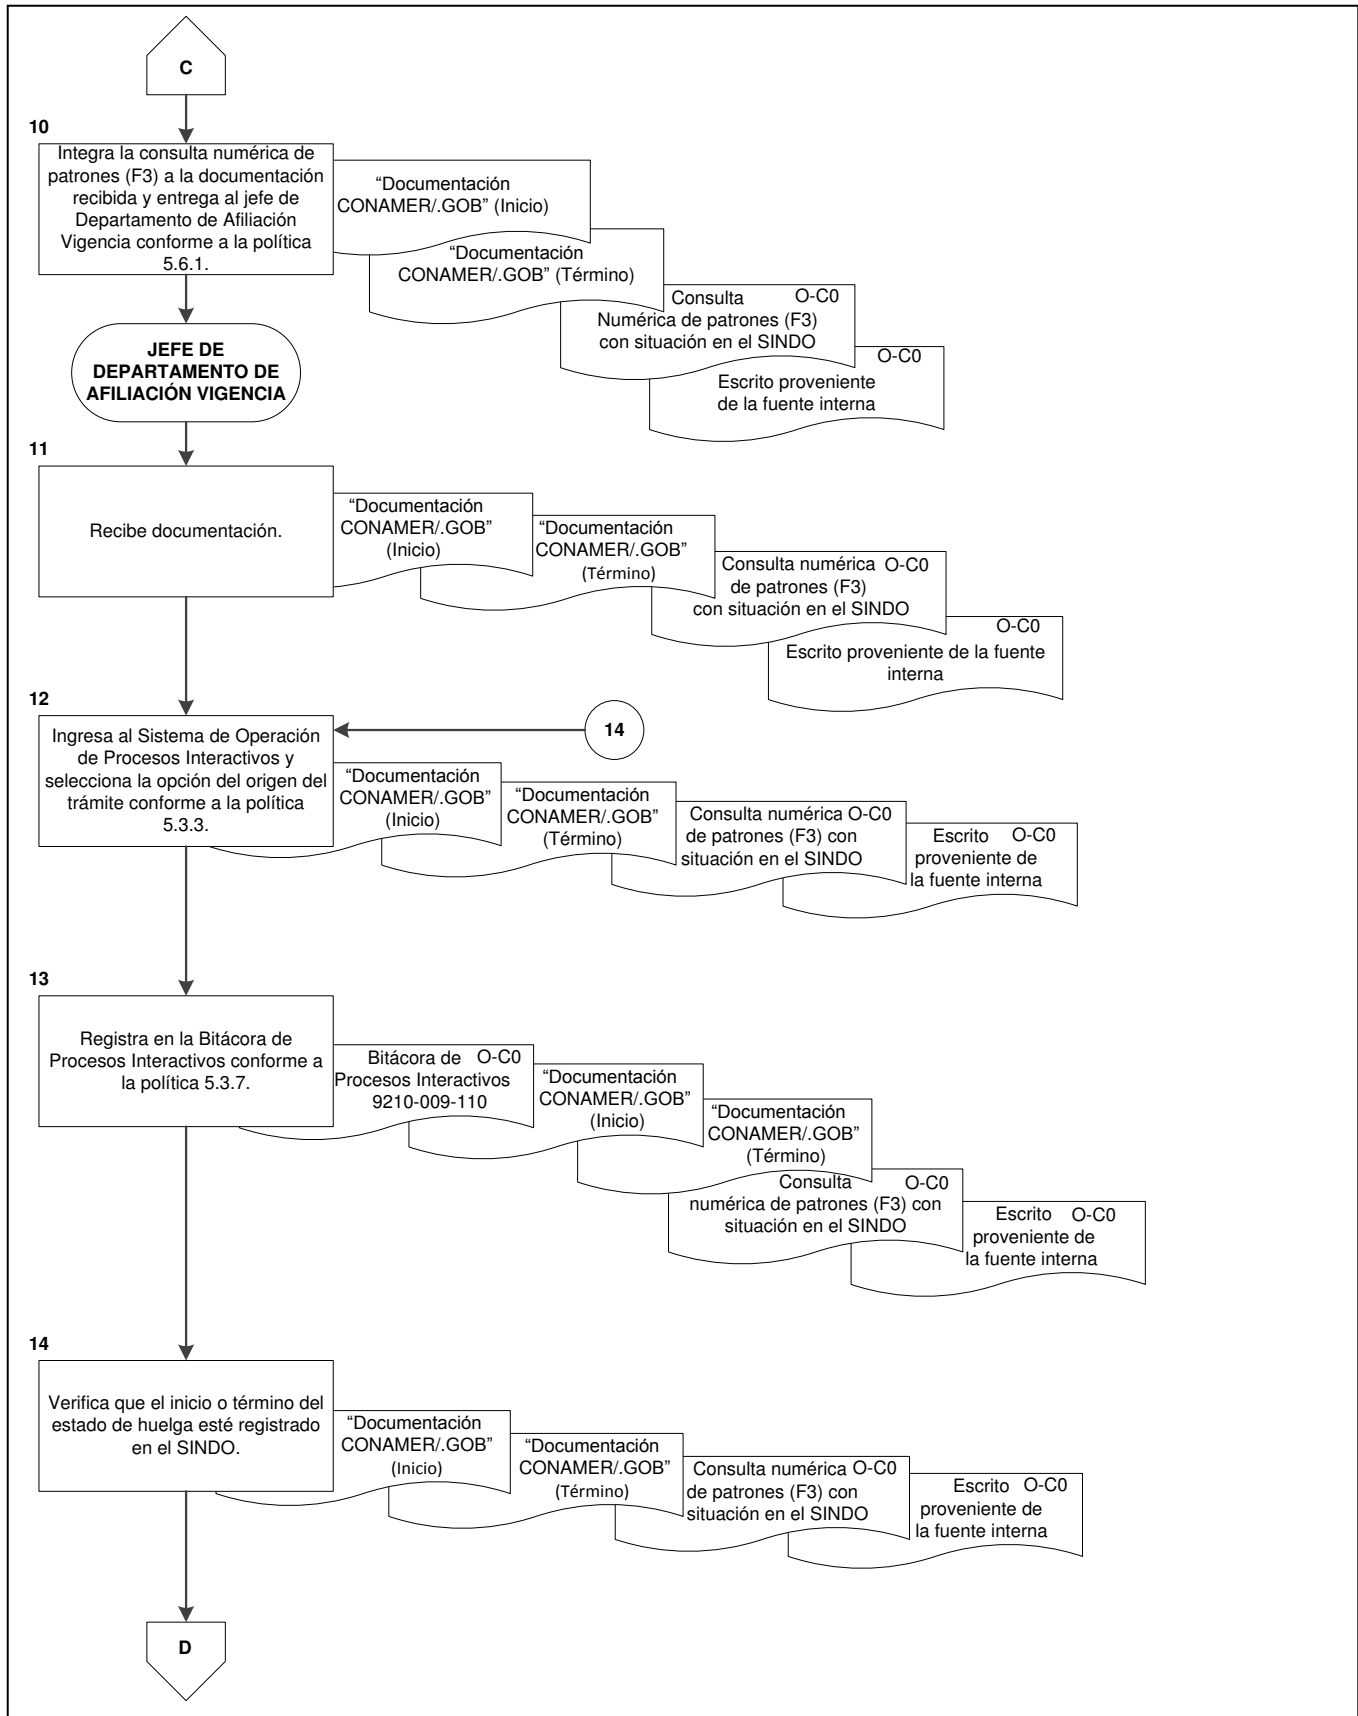 C
10
Integra la consulta numérica de
patrones (F3) a la documentación
recibida y entrega al jefe de
Departamento de Afiliación
Vigencia conforme a la política
5.6.1.
“Documentación
CONAMER/.GOB” (Inicio)
“Documentación
CONAMER/.GOB” (Término)
Consulta O-C0
Numérica de patrones (F3)
con situación en el SINDO
O-C0
Escrito proveniente
de la fuente interna
JEFE DE
DEPARTAMENTO DE
AFILIACIÓN VIGENCIA
11
Recibe documentación.
“Documentación
CONAMER/.GOB”
(Inicio)
“Documentación
CONAMER/.GOB”
(Término)
Consulta numérica O-C0
de patrones (F3)
con situación en el SINDO
O-C0
Escrito proveniente de la fuente
interna
12
Ingresa al Sistema de Operación
de Procesos Interactivos y
selecciona la opción del origen del
trámite conforme a la política
5.3.3.
14
“Documentación
CONAMER/.GOB”
(Inicio)
“Documentación
CONAMER/.GOB”
(Término)
Consulta numérica O-C0
de patrones (F3) con
situación en el SINDO
Escrito O-C0
proveniente de
la fuente interna
13
Registra en la Bitácora de
Procesos Interactivos conforme a
la política 5.3.7.
Bitácora de O-C0
Procesos Interactivos
9210-009-110
“Documentación
CONAMER/.GOB”
(Inicio)
“Documentación
CONAMER/.GOB”
(Término)
Consulta O-C0
numérica de patrones (F3) con
situación en el SINDO
Escrito O-C0
proveniente de
la fuente interna
14
Verifica que el inicio o término del
estado de huelga esté registrado
en el SINDO.
“Documentación
CONAMER/.GOB”
(Inicio)
“Documentación
CONAMER/.GOB”
(Término)
Consulta numérica O-C0
de patrones (F3) con
situación en el SINDO
Escrito O-C0
proveniente de
la fuente interna
D